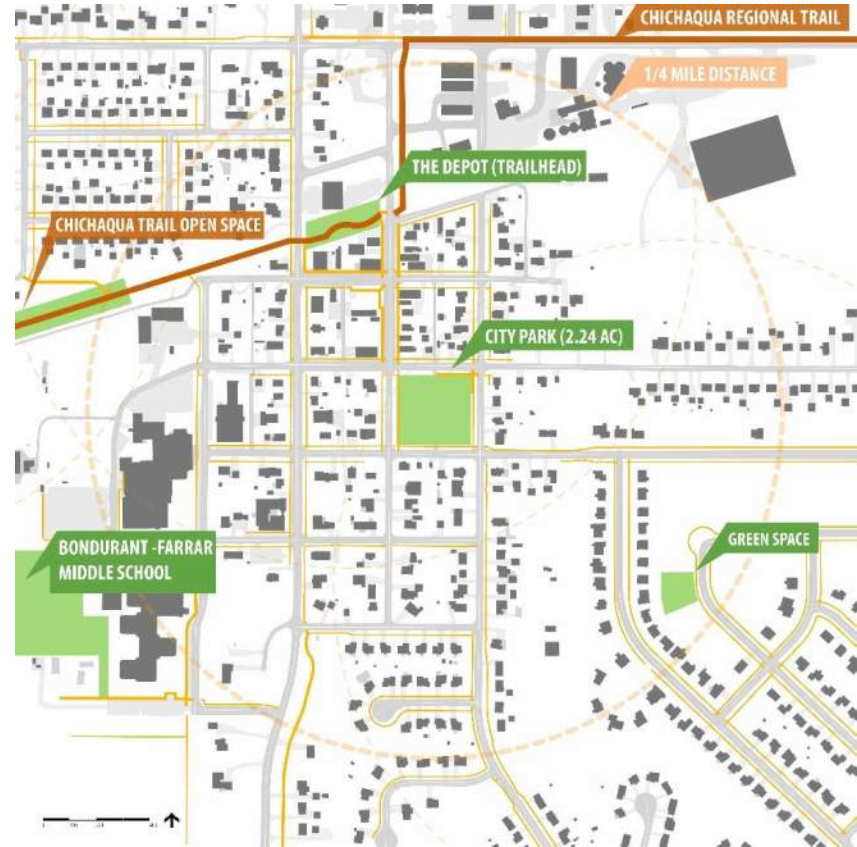 CHICHAQUA REGIONAL TRAIL
1/4 MILE DISTANCE
THE DEPOT (TRAILHEAD)
CHICHAQUA TRAIL OPEN SPACE
CITY PARK (2.24 AC)
GREEN SPACE
BONDURANT -FARRAR
MIDDLE SCHOOL